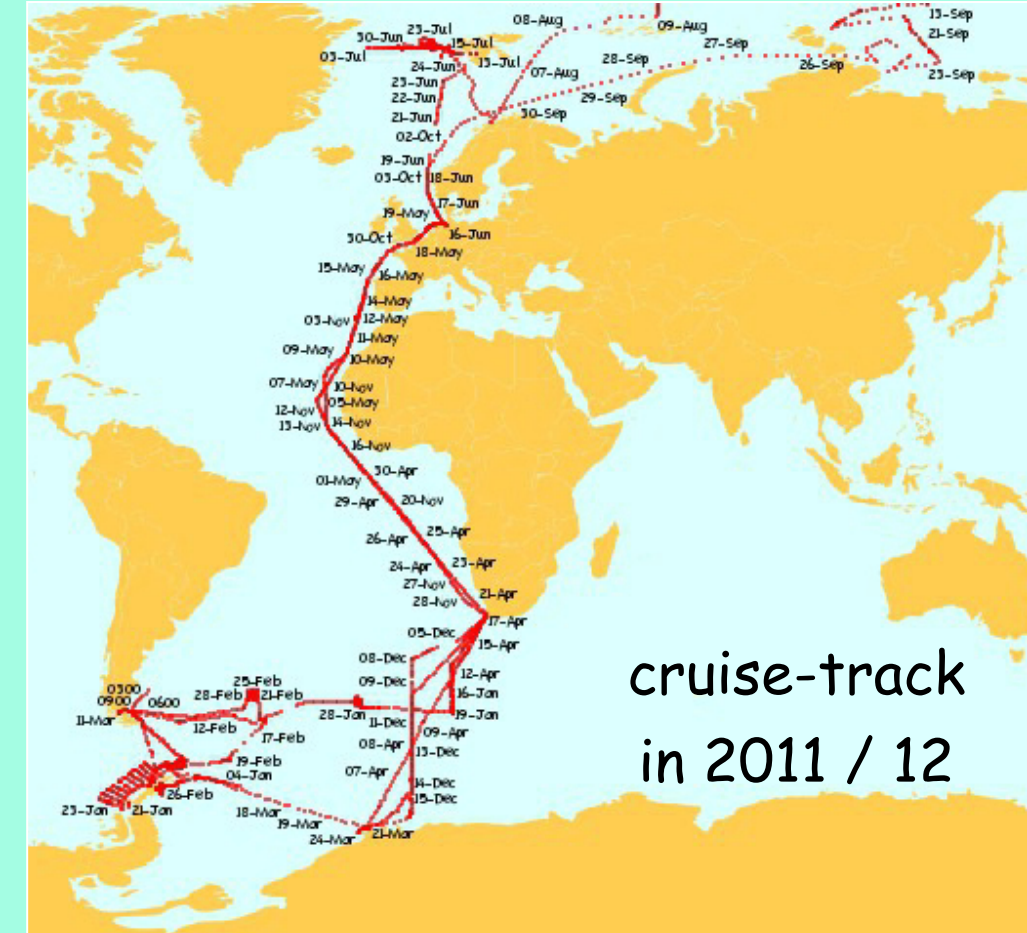 08-Aug
13-Sep
09-Aug
23-Jul
21-Sep
30-Jun
15-Jul
27-Sep
03-Jul
28-Sep
13-Jul
24-Jun
26-Sep
07-Aug
23-Sep
23-Jun
22-Jun
29-Sep
21-Jun
30-Sep
02-Oct
19-Jun
03-Oct
18-Jun
17-Jun
19-May
30-Oct
16-Jun
18-May
15-May
16-May
14-May
03-Nov
12-May
11-May
09-May
10-May
07-May
10-Nov
05-May
12-Nov
14-Nov
13-Nov
16-Nov
30-Apr
01-May
29-Apr
20-Nov
25-Apr
26-Apr
23-Apr
24-Apr
27-Nov
21-Apr
28-Nov
17-Apr
05-Dec
15-Apr
08-Dec
12-Apr
09-Dec
25-Feb
0300
28-Feb
21-Feb
16-Jan
0900
0600
28-Jan
19-Jan
11-Mar
11-Dec
12-Feb
09-Apr
17-Feb
08-Apr
13-Dec
19-Feb
07-Apr
04-Jan
14-Dec
26-Feb
15-Dec
23-Jan
21-Jan
18-Mar
19-Mar
24-Mar
21-Mar
cruise-track
in 2011 / 12